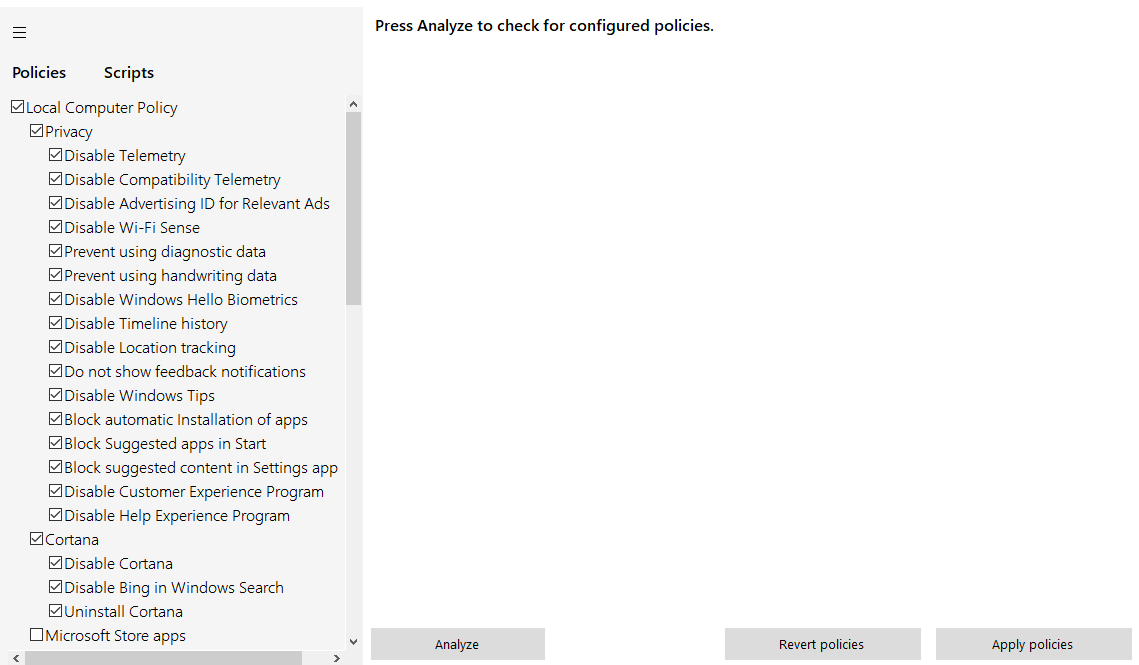 Press Analyze to check for configured policies.
Policies Scripts
Local Computer Policy
Privacy
Disable Telemetry
Disable Compatibility Telemetry
Disable Advertising ID for Relevant Ads
Disable Wi-Fi Sense
Prevent using diagnostic data
Prevent using handwriting data
Disable Windows Hello Biometrics
Disable Timeline history
Disable Location tracking
Do not show feedback notifications
Disable Windows Tips
Block automatic Installation of apps
Block Suggested apps in Start
Block suggested content in Settings app
Disable Customer Experience Program
Disable Help Experience Program
Cortana
Disable Cortana
Disable Bing in Windows Search
Uninstall Cortana
Microsoft Store apps
Analyze Revert policies Apply policies